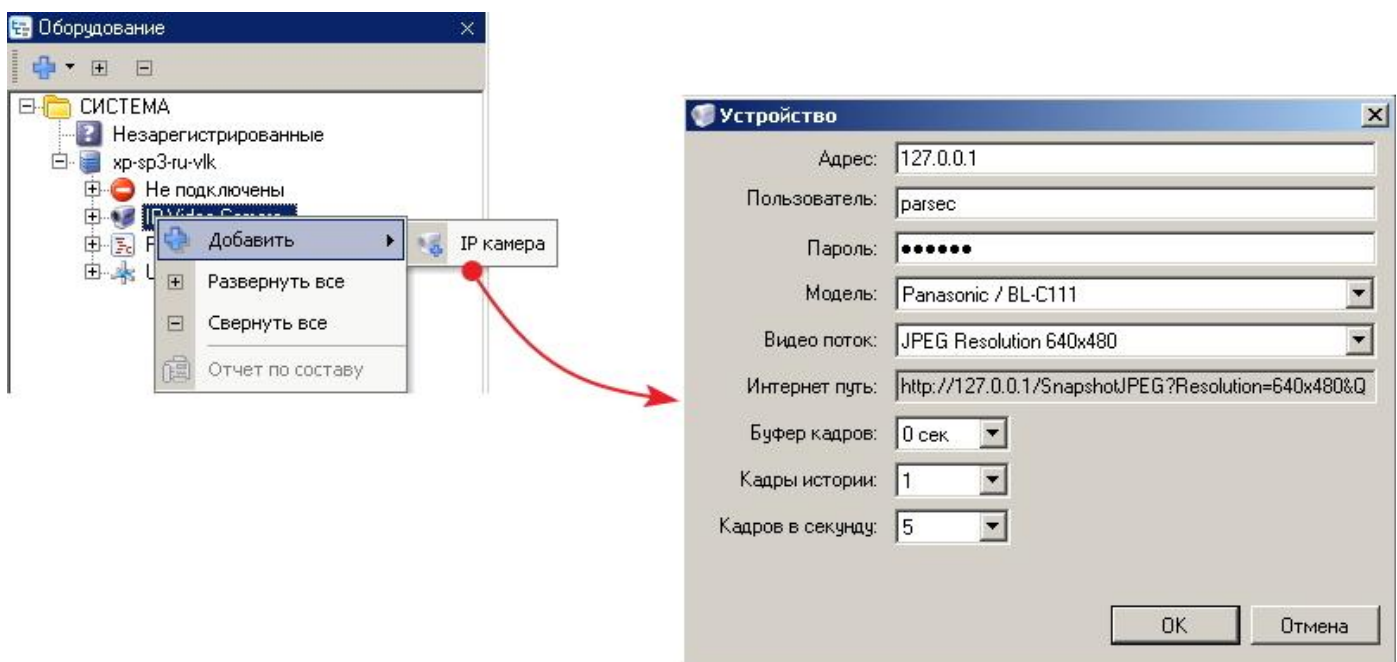 Оборудование
СИСТЕМА
Незарегистрированные
xp-sp3-ru-vlk
Не подключены
IP Video Camera
Добавить
IP камера
Развернуть все
Свернуть все
Отчет по составу
Устройство
Адрес: 127.0.0.1
Пользователь: parsec
Пароль: ●●●●●●
Модель: Panasonic / BL-C111
Видео поток: JPEG Resolution 640x480
Интернет путь: http://127.0.0.1/SnapshotJPEG?Resolution=640x480&Q
Буфер кадров: 0 сек
Кадры истории: 1
Кадров в секунду: 5
OK Отмена